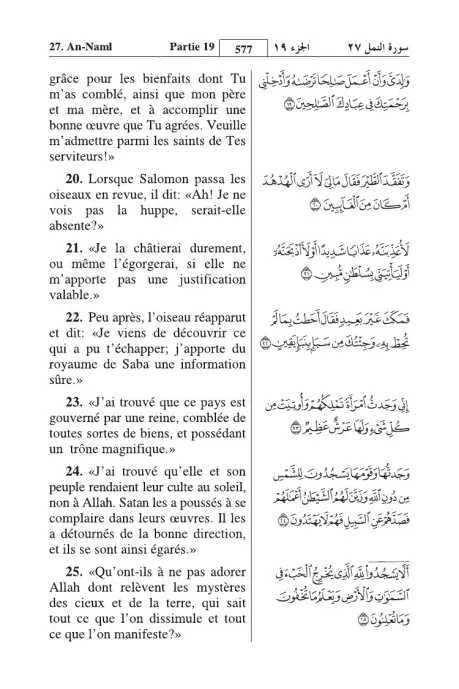 27. An-Naml Partie 19 577 الجزء ١٩ سورة النمل ٢٧
grâce pour les bienfaits dont Tu
m'as comblé, ainsi que mon père
et ma mère, et à accomplir une
bonne œuvre que Tu agrées. Veuille
m'admettre parmi les saints de Tes
serviteurs!»
20. Lorsque Salomon passa les
oiseaux en revue, il dit: «Ah! Je ne
vois pas la huppe, serait-elle
absente?»
21. «Je la châtierai durement,
ou même l'égorgerai, si elle ne
m'apporte pas une justification
valable.»
22. Peu après, l'oiseau réapparut
et dit: «Je viens de découvrir ce
qui a pu t'échapper; j'apporte du
royaume de Saba une information
sûre.»
23. «J'ai trouvé que ce pays est
gouverné par une reine, comblée de
toutes sortes de biens, et possédant
un trône magnifique.»
24. «J'ai trouvé qu'elle et son
peuple rendaient leur culte au soleil,
non à Allah. Satan les a poussés à se
complaire dans leurs œuvres. Il les
a détournés de la bonne direction,
et ils se sont ainsi égarés.»
25. «Qu'ont-ils à ne pas adorer
Allah dont relèvent les mystères
des cieux et de la terre, qui sait
tout ce que l'on dissimule et tout
ce que l'on manifeste?»
وَٰلِدَىَّ وَأَنْ أَعْمَلَ صَٰلِحًا تَرْضَىٰهُ وَأَدْخِلْنِى
بِرَحْمَتِكَ فِى عِبَادِكَ ٱلصَّٰلِحِينَ ١٩
وَتَفَقَّدَ ٱلطَّيْرَ فَقَالَ مَالِىَ لَآ أَرَى ٱلْهُدْهُدَ
أَمْ كَانَ مِنَ ٱلْغَآئِبِينَ ٢٠
لَأُعَذِّبَنَّهُۥ عَذَابًا شَدِيدًا أَوْ لَأَا۟ذْبَحَنَّهُۥٓ
أَوْ لَيَأْتِيَنِّى بِسُلْطَٰنٍ مُّبِينٍ ٢١
فَمَكَثَ غَيْرَ بَعِيدٍ فَقَالَ أَحَطتُ بِمَا لَمْ
تُحِطْ بِهِۦ وَجِئْتُكَ مِن سَبَإٍۭ بِنَبَإٍ يَقِينٍ ٢٢
إِنِّى وَجَدتُّ ٱمْرَأَةً تَمْلِكُهُمْ وَأُوتِيَتْ مِن
كُلِّ شَىْءٍ وَلَهَا عَرْشٌ عَظِيمٌ ٢٣
وَجَدتُّهَا وَقَوْمَهَا يَسْجُدُونَ لِلشَّمْسِ
مِن دُونِ ٱللَّهِ وَزَيَّنَ لَهُمُ ٱلشَّيْطَٰنُ أَعْمَٰلَهُمْ
فَصَدَّهُمْ عَنِ ٱلسَّبِيلِ فَهُمْ لَا يَهْتَدُونَ ٢٤
أَلَّا يَسْجُدُوا۟ لِلَّهِ ٱلَّذِى يُخْرِجُ ٱلْخَبْءَ فِى
ٱلسَّمَٰوَٰتِ وَٱلْأَرْضِ وَيَعْلَمُ مَا تُخْفُونَ
وَمَا تُعْلِنُونَ ٢٥